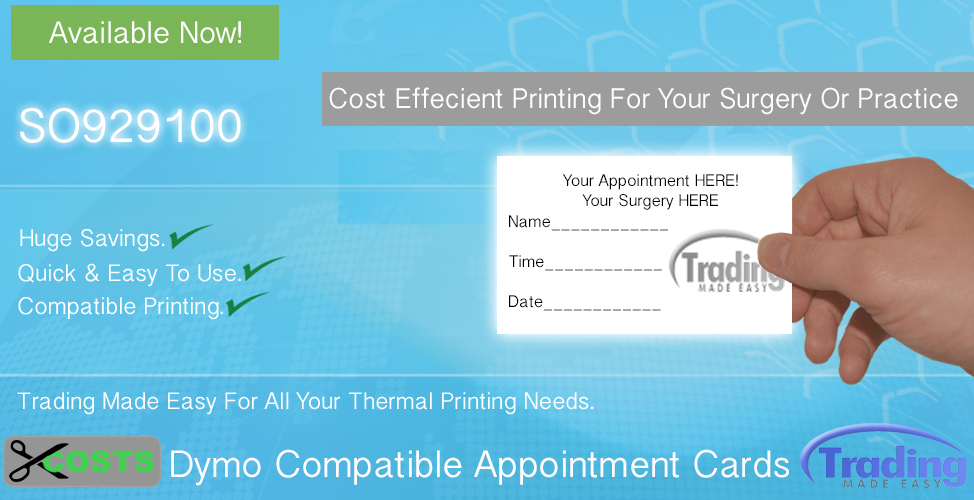 Available Now!
Cost Effecient Printing For Your Surgery Or Practice
SO929100
Your Appointment HERE!
Your Surgery HERE
Name____________
Time____________
Date____________
Trading
MADE EASY
Huge Savings.
Quick & Easy To Use.
Compatible Printing.
Trading Made Easy For All Your Thermal Printing Needs.
COSTS
Dymo Compatible Appointment Cards
Trading
MADE EASY